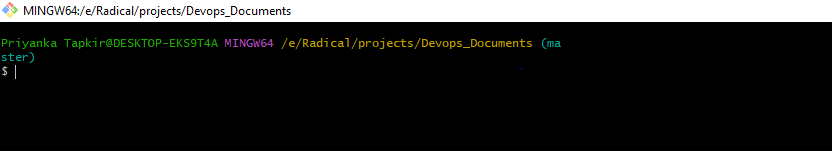 MINGW64:/e/Radical/projects/Devops_Documents
Priyanka Tapkir@DESKTOP-EKS9T4A MINGW64 /e/Radical/projects/Devops_Documents (ma
ster)
$